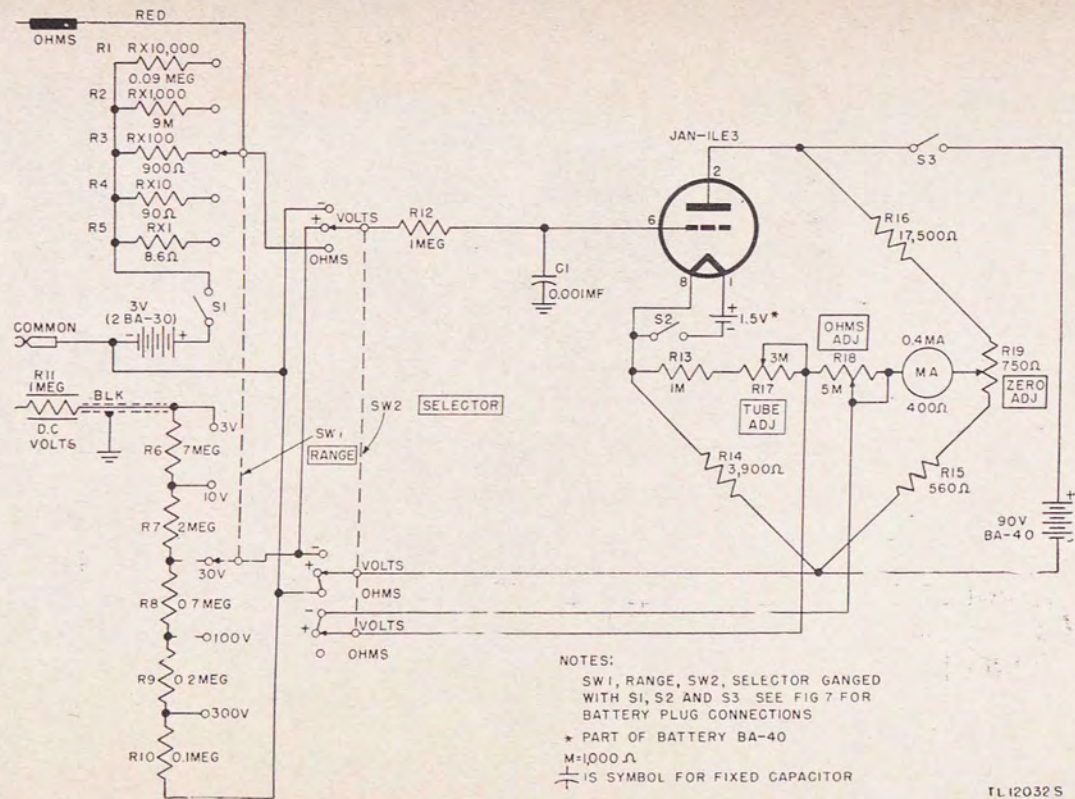 RED
OHMS
R1 RX10,000
0.09 MEG
R2 RX1,000
9M
R3 RX100
900Ω
R4 RX10
90Ω
R5 RX1
8.6Ω
S1
3V
(2 BA-30)
- +
COMMON
R11
1MEG
BLK
D.C
VOLTS
3V
R6 7MEG
10V
R7 2MEG
30V
R8 0.7MEG
100V
R9 0.2MEG
300V
R10 0.1MEG
SW1
RANGE
SW2
SELECTOR
-
+ VOLTS
OHMS
R12
1MEG
C1
0.001MF
JAN-1LE3
2
6
8 1
S2
+
-
1.5V*
R13
1M
3M
R17
TUBE
ADJ
OHMS
ADJ
R18
5M
0.4MA
MA
400Ω
R19
750Ω
ZERO
ADJ
R14
3,900Ω
R15
560Ω
R16
17,500Ω
S3
+
90V
BA-40
-
-
+ VOLTS
OHMS
-
+ VOLTS
OHMS
NOTES:
SW1, RANGE, SW2, SELECTOR GANGED
WITH S1, S2 AND S3. SEE FIG 7 FOR
BATTERY PLUG CONNECTIONS
* PART OF BATTERY BA-40
M=1,000 Ω
IS SYMBOL FOR FIXED CAPACITOR
TL12032S